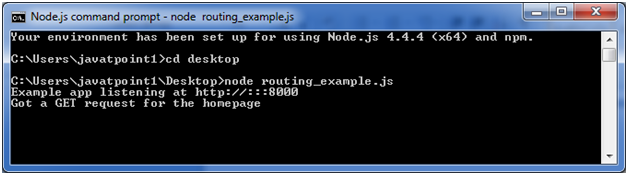 Node.js command prompt - node  routing_example.js
Your environment has been set up for using Node.js 4.4.4 (x64) and npm.
C:\Users\javatpoint1>cd desktop
C:\Users\javatpoint1\Desktop>node routing_example.js
Example app listening at http://:::8000
Got a GET request for the homepage